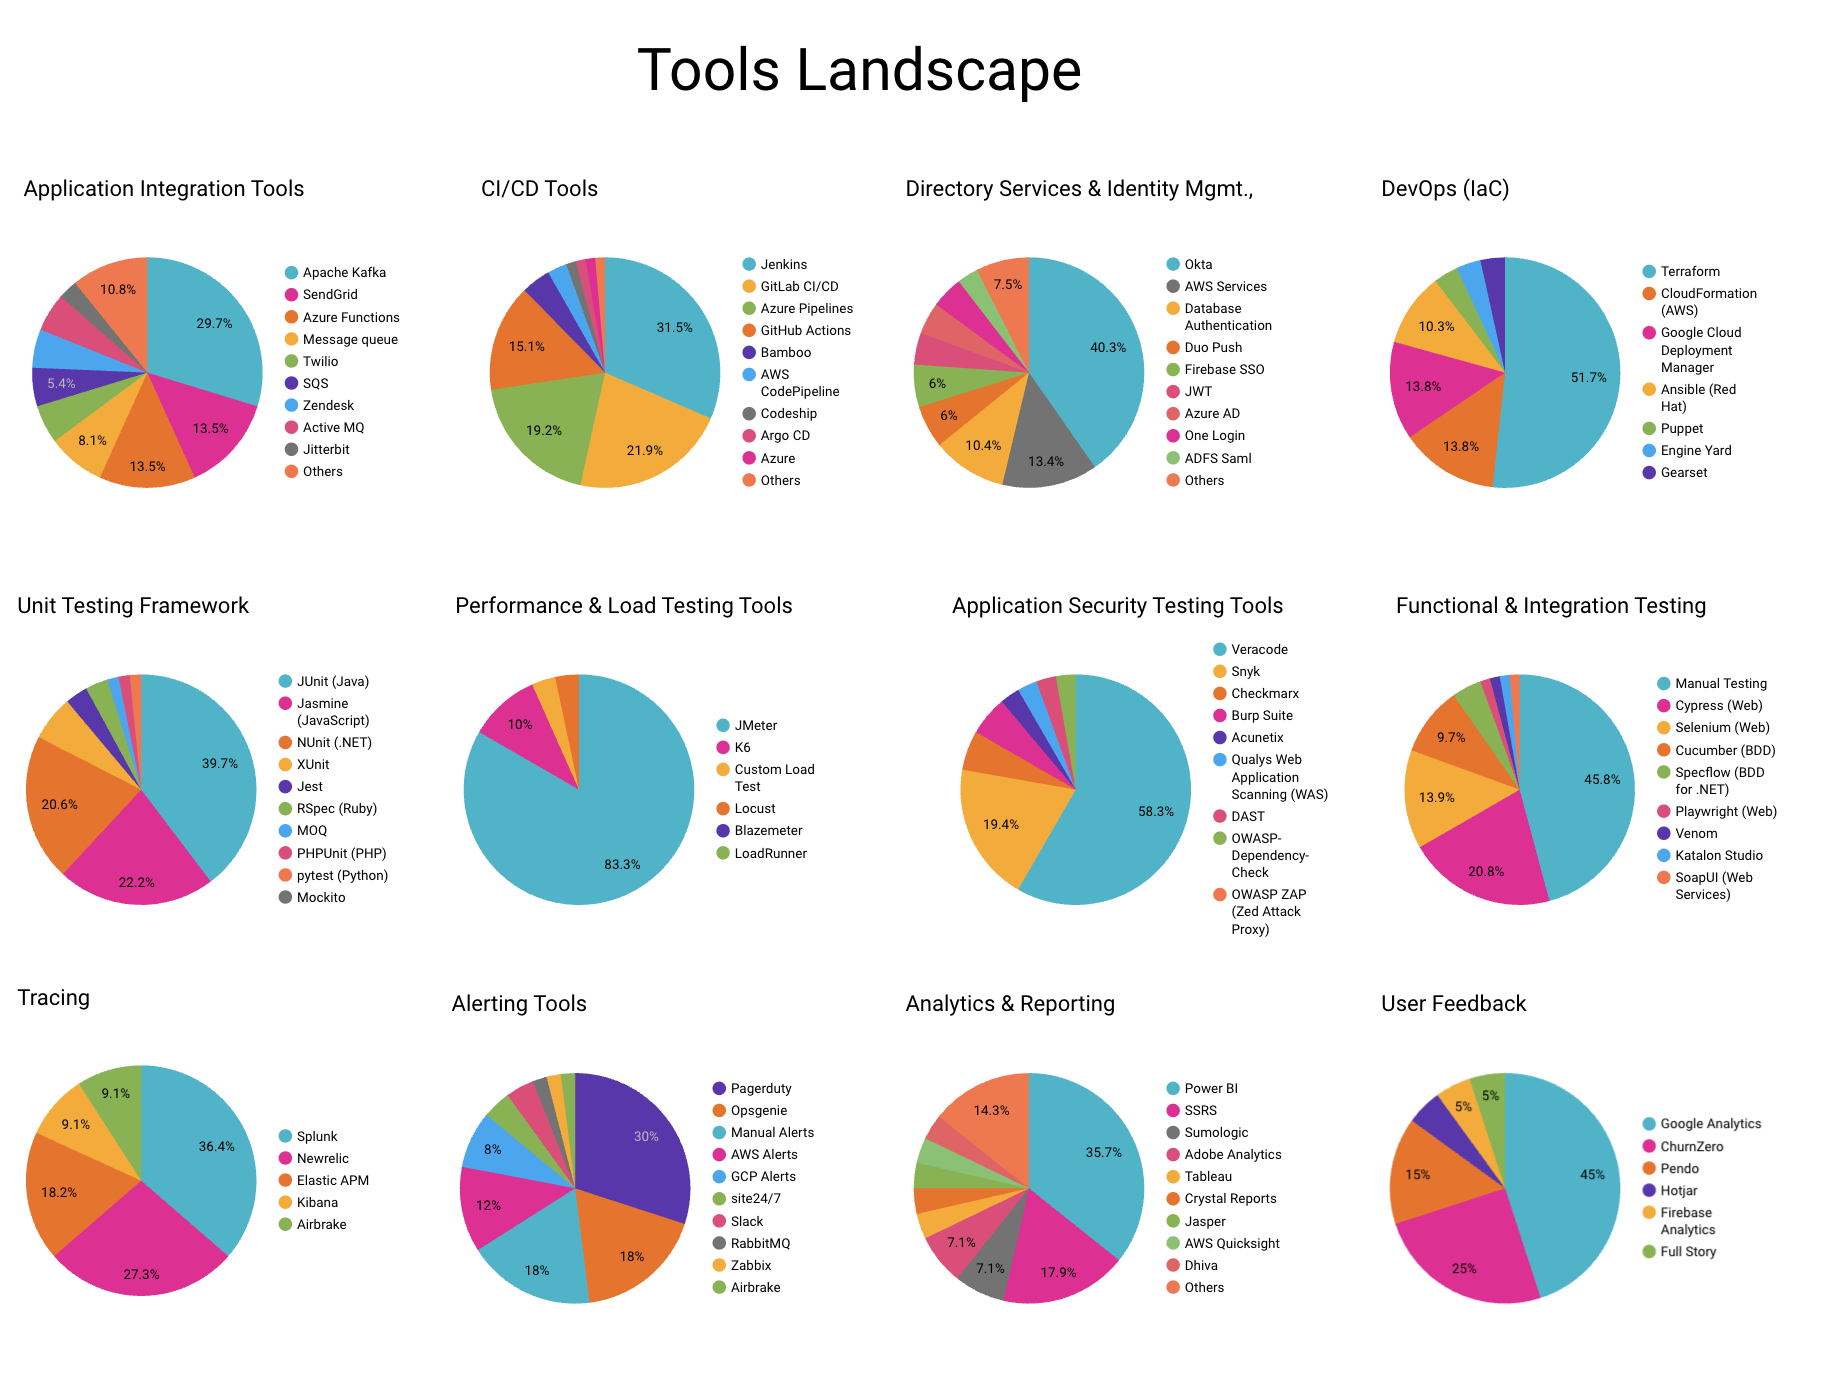 Tools Landscape
Application Integration Tools
29.7%
13.5%
13.5%
8.1%
5.4%
10.8%
Apache Kafka
SendGrid
Azure Functions
Message queue
Twilio
SQS
Zendesk
Active MQ
Jitterbit
Others
CI/CD Tools
31.5%
21.9%
19.2%
15.1%
Jenkins
GitLab CI/CD
Azure Pipelines
GitHub Actions
Bamboo
AWS
CodePipeline
Codeship
Argo CD
Azure
Others
Directory Services & Identity Mgmt.,
40.3%
13.4%
10.4%
6%
6%
7.5%
Okta
AWS Services
Database
Authentication
Duo Push
Firebase SSO
JWT
Azure AD
One Login
ADFS Saml
Others
DevOps (IaC)
51.7%
13.8%
13.8%
10.3%
Terraform
CloudFormation
(AWS)
Google Cloud
Deployment
Manager
Ansible (Red
Hat)
Puppet
Engine Yard
Gearset
Unit Testing Framework
39.7%
22.2%
20.6%
JUnit (Java)
Jasmine
(JavaScript)
NUnit (.NET)
XUnit
Jest
RSpec (Ruby)
MOQ
PHPUnit (PHP)
pytest (Python)
Mockito
Performance & Load Testing Tools
83.3%
10%
JMeter
K6
Custom Load
Test
Locust
Blazemeter
LoadRunner
Application Security Testing Tools
58.3%
19.4%
Veracode
Snyk
Checkmarx
Burp Suite
Acunetix
Qualys Web
Application
Scanning (WAS)
DAST
OWASP-
Dependency-
Check
OWASP ZAP
(Zed Attack
Proxy)
Functional & Integration Testing
45.8%
20.8%
13.9%
9.7%
Manual Testing
Cypress (Web)
Selenium (Web)
Cucumber (BDD)
Specflow (BDD
for .NET)
Playwright (Web)
Venom
Katalon Studio
SoapUI (Web
Services)
Tracing
36.4%
27.3%
18.2%
9.1%
9.1%
Splunk
Newrelic
Elastic APM
Kibana
Airbrake
Alerting Tools
30%
18%
18%
12%
8%
Pagerduty
Opsgenie
Manual Alerts
AWS Alerts
GCP Alerts
site24/7
Slack
RabbitMQ
Zabbix
Airbrake
Analytics & Reporting
35.7%
17.9%
7.1%
7.1%
14.3%
Power BI
SSRS
Sumologic
Adobe Analytics
Tableau
Crystal Reports
Jasper
AWS Quicksight
Dhiva
Others
User Feedback
45%
25%
15%
5%
5%
Google Analytics
ChurnZero
Pendo
Hotjar
Firebase
Analytics
Full Story